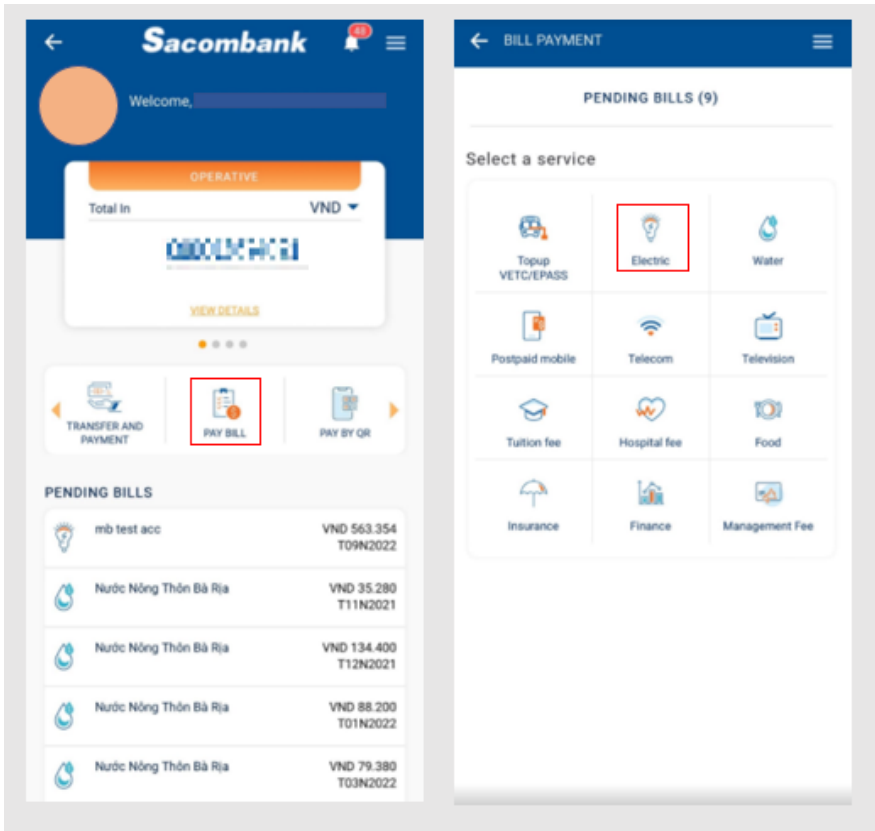 Sacombank
48
Welcome,
OPERATIVE
Total In
VND
VIEW DETAILS
TRANSFER AND
PAYMENT
PAY BILL
PAY BY QR
PENDING BILLS
mb test acc
VND 563.354
T09N2022
Nước Nông Thôn Bà Rịa
VND 35.280
T11N2021
Nước Nông Thôn Bà Rịa
VND 134.400
T12N2021
Nước Nông Thôn Bà Rịa
VND 88.200
T01N2022
Nước Nông Thôn Bà Rịa
VND 79.380
T03N2022
BILL PAYMENT
PENDING BILLS (9)
Select a service
Topup
VETC/EPASS
Electric
Water
Postpaid mobile
Telecom
Television
Tuition fee
Hospital fee
Food
Insurance
Finance
Management Fee